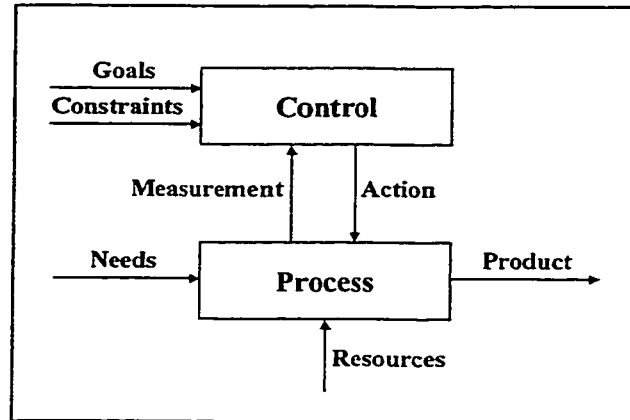 Goals
Constraints
Control
Measurement
Action
Needs
Process
Product
Resources